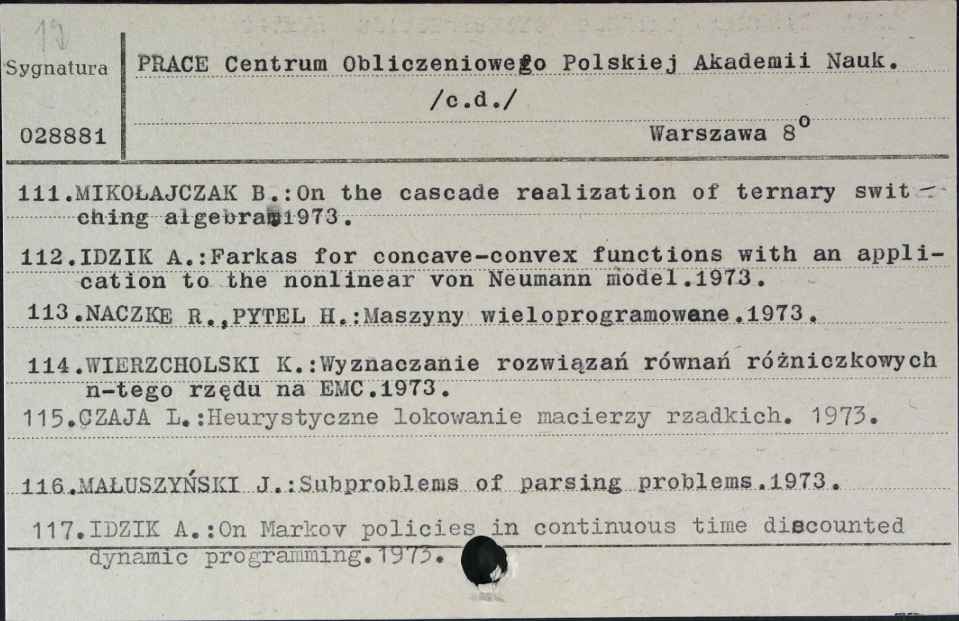 12
Sygnatura
PRACE Centrum Obliczeniowego Polskiej Akademii Nauk.
/c.d./
028881
Warszawa 8°
111.MIKOŁAJCZAK B.:On the cascade realization of ternary swit-
ching algebras1973.
112.IDZIK A.:Farkas for concave-convex functions with an appli-
cation to the nonlinear von Neumann model.1973.
113.NACZKE R.,PYTEL H.:Maszyny wieloprogramowane.1973.
114.WIERZCHOLSKI K.:Wyznaczanie rozwiązań równań różniczkowych
n-tego rzędu na EMC.1973.
115.CZAJA L.:Heurystyczne lokowanie macierzy rzadkich. 1973.
116.MAŁUSZYŃSKI J.:Subproblems of parsing problems.1973.
117.IDZIK A.:On Markov policies in continuous time discounted
dynamic programming.1973.